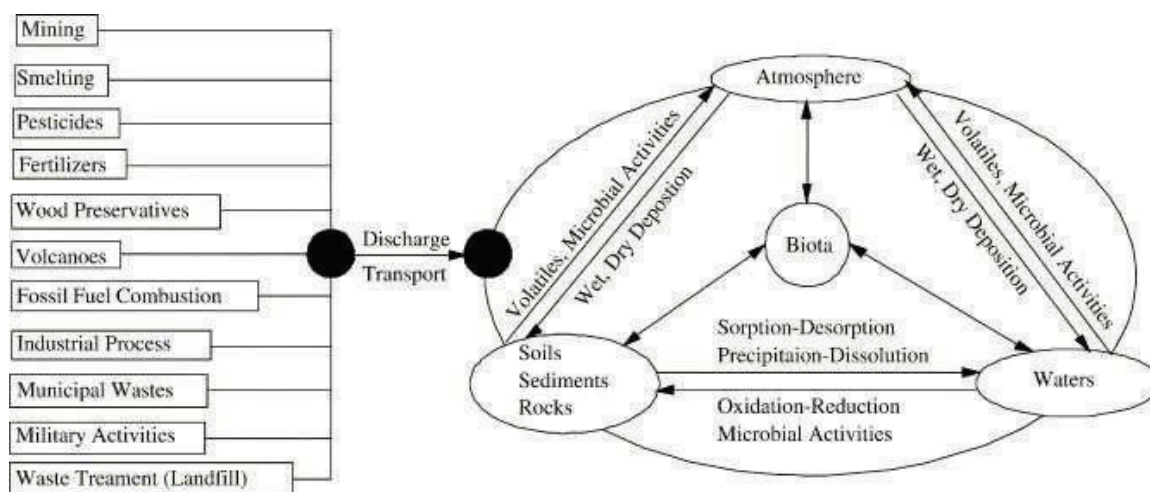 Mining
Smelting
Pesticides
Fertilizers
Wood Preservatives
Volcanoes
Fossil Fuel Combustion
Industrial Process
Municipal Wastes
Military Activities
Waste Treament (Landfill)
Discharge
Transport
Atmosphere
Volatiles, Microbial Activities
Wet, Dry Depostion
Volatiles, Microbial Activities
Wet, Dry Deposition
Biota
Soils
Sediments
Rocks
Sorption-Desorption
Precipitaion-Dissolution
Oxidation-Reduction
Microbial Activities
Waters